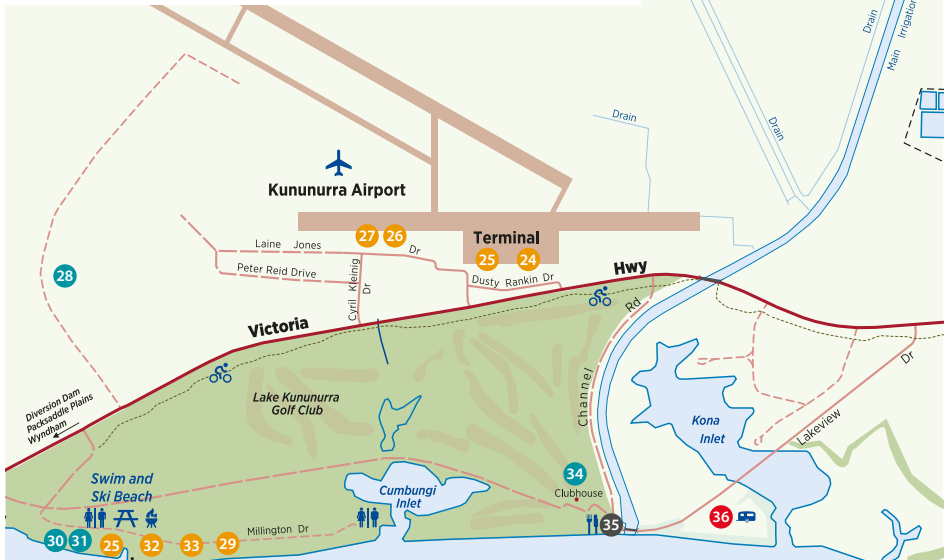 Drain
Main Irrigatio
Drain
Drain
Kununurra Airport
27
26
Terminal
25
24
Laine Jones Dr
Peter Reid Drive
Cyril Kleinig Dr
Dusty Rankin Dr
28
Victoria Hwy
Channel Rd
Lake Kununurra
Golf Club
Diversion Dam
Packsaddle Plains
Wyndham
Kona
Inlet
Lakeview Dr
Swim and
Ski Beach
Cumbungi
Inlet
34
Clubhouse
30
31
25
32
33
29
Millington Dr
35
36